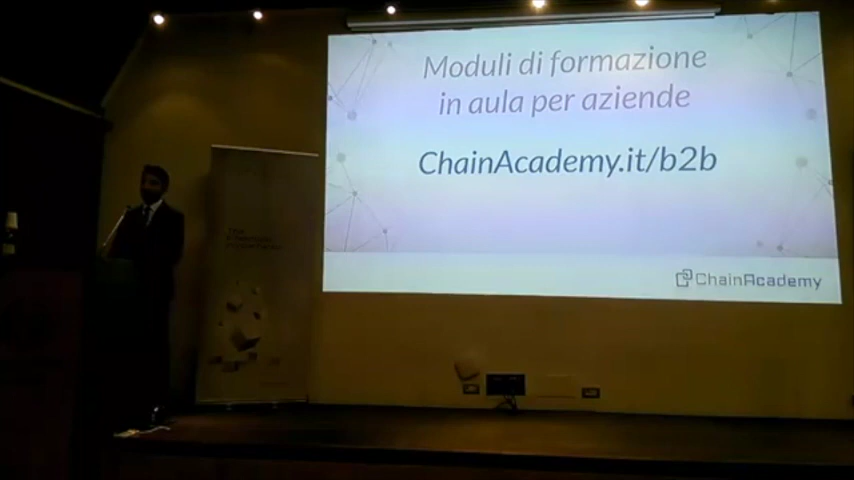 Moduli di formazione
in aula per aziende
ChainAcademy.it/b2b
ChainAcademy